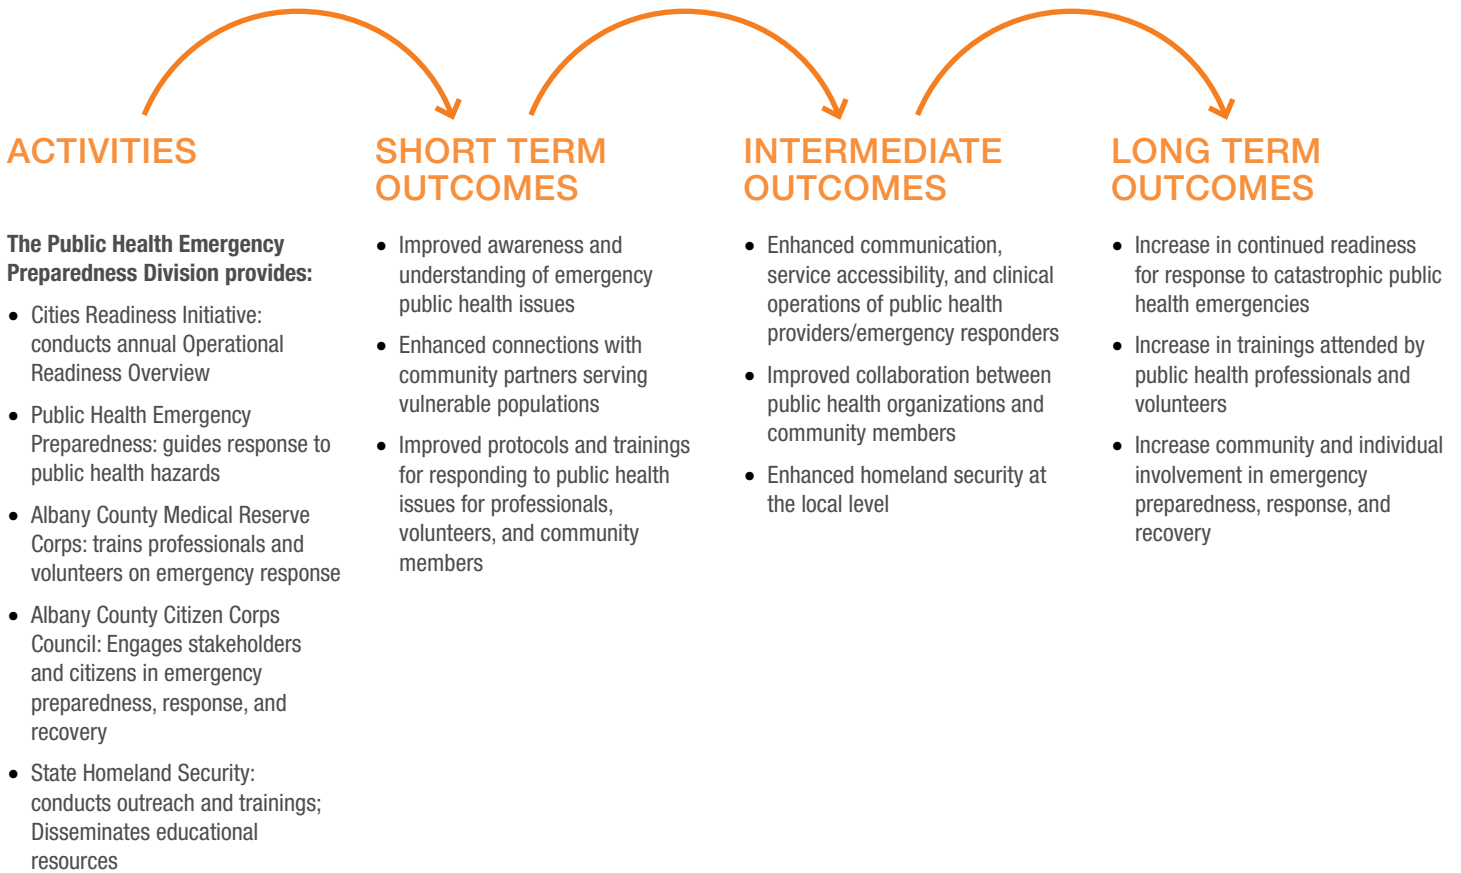 ACTIVITIES
The Public Health Emergency
Preparedness Division provides:
• Cities Readiness Initiative:
conducts annual Operational
Readiness Overview
• Public Health Emergency
Preparedness: guides response to
public health hazards
• Albany County Medical Reserve
Corps: trains professionals and
volunteers on emergency response
• Albany County Citizen Corps
Council: Engages stakeholders
and citizens in emergency
preparedness, response, and
recovery
• State Homeland Security:
conducts outreach and trainings;
Disseminates educational
resources
SHORT TERM
OUTCOMES
• Improved awareness and
understanding of emergency
public health issues
• Enhanced connections with
community partners serving
vulnerable populations
• Improved protocols and trainings
for responding to public health
issues for professionals,
volunteers, and community
members
INTERMEDIATE
OUTCOMES
• Enhanced communication,
service accessibility, and clinical
operations of public health
providers/emergency responders
• Improved collaboration between
public health organizations and
community members
• Enhanced homeland security at
the local level
LONG TERM
OUTCOMES
• Increase in continued readiness
for response to catastrophic public
health emergencies
• Increase in trainings attended by
public health professionals and
volunteers
• Increase community and individual
involvement in emergency
preparedness, response, and
recovery